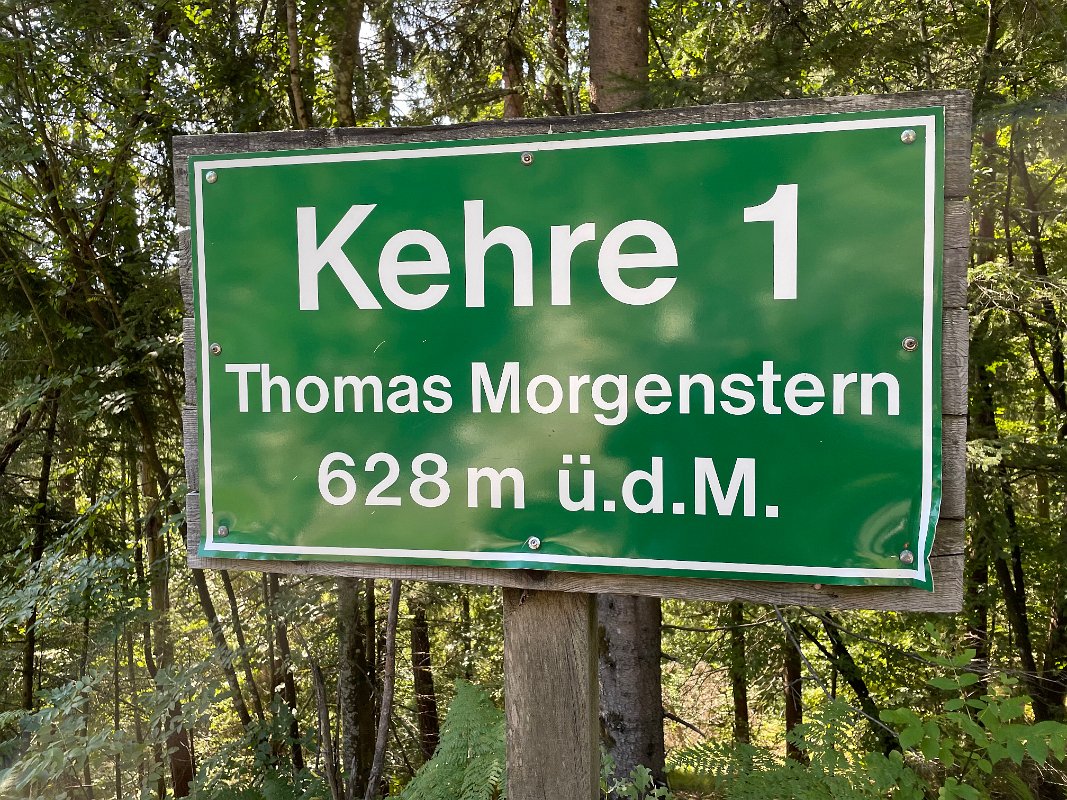 Kehre 1
Thomas Morgenstern
628 m ü.d.M.